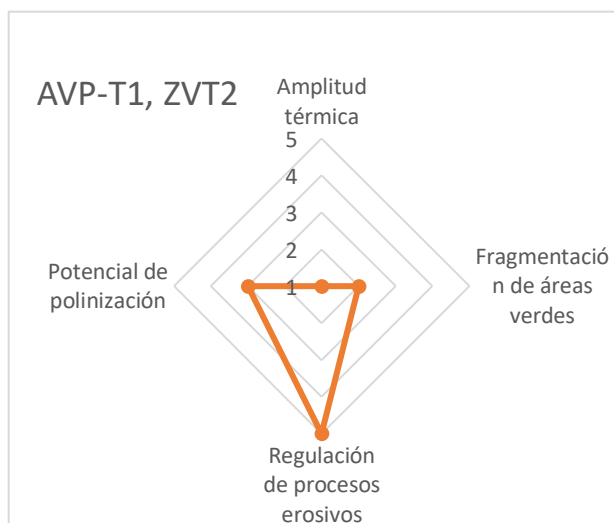 AVP-T1, ZVT2
Amplitud
térmica
5
4
3
2
1
Fragmentació
n de áreas
verdes
Potencial de
polinización
Regulación
de procesos
erosivos